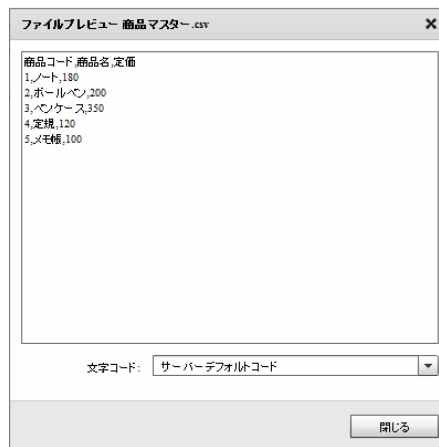 ファイルプレビュー 商品マスター.csv
商品コード,商品名,定価
1,ノート,180
2,ボールペン,200
3,ペンケース,350
4,定規,120
5,メモ帳,100
文字コード: サーバーデフォルトコード
閉じる